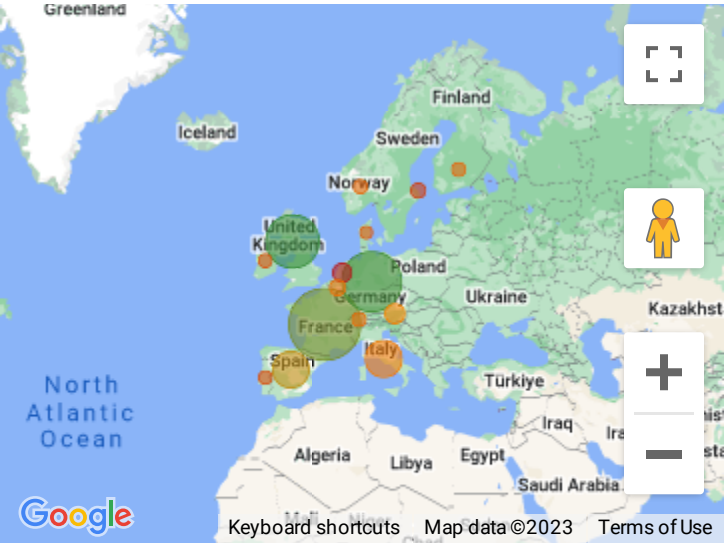 Greenland
Finland
Iceland
Sweden
Norway
United
Kingdom
Poland
Germany
Ukraine
Kazakhst
France
Italy
Spain
Türkiye
North
Atlantic
Ocean
Iraq
Algeria
Libya
Egypt
Saudi Arabia
Google
Keyboard shortcuts
Map data ©2023
Terms of Use